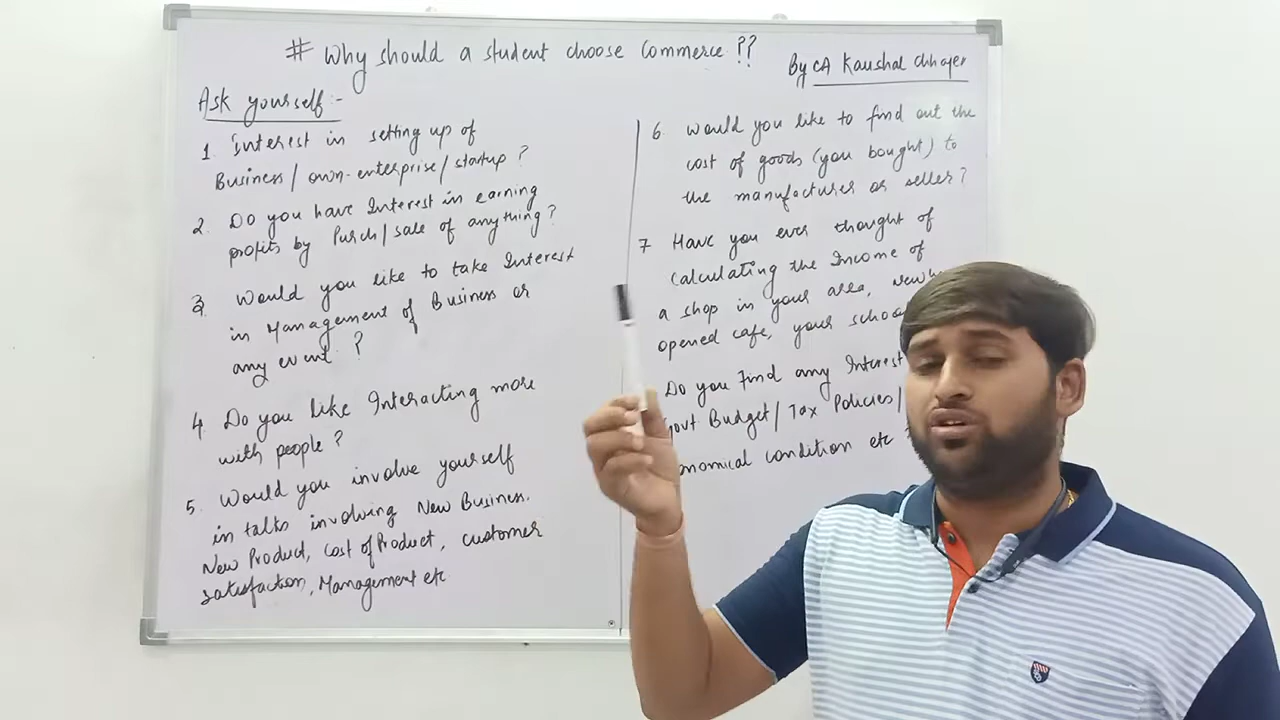 # Why should a student choose Commerce ??
By CA Kaushal Chhajer
Ask yourself :-
1. Interest in setting up of
Business / own-enterprise / startup ?
2. Do you have Interest in earning
profits by Purch / sale of anything ?
3. Would you like to take Interest
in Management of Business or
any event ?
4. Do you like Interacting more
with people ?
5. Would you involve yourself
in talks involving New Business,
New Product, Cost of Product, customer
satisfaction, Management etc
6. Would you like to find out the
cost of goods (you bought) to
the manufacturer or seller ?
7 Have you ever thought of
Calculating the Income of
a shop in your area,
opened cafe, your
Do you Find any Interest
Budget / Tax Policies /
condition etc